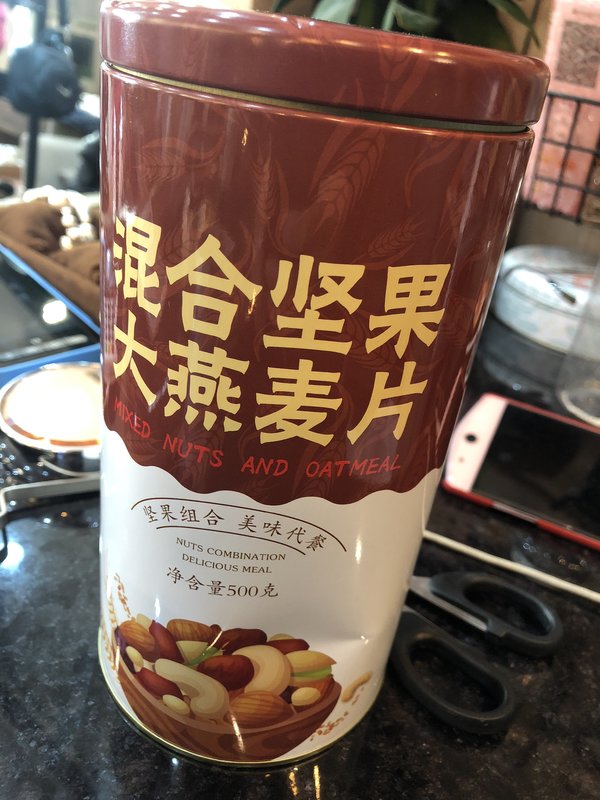 混合坚果
大燕麦片
MIXED NUTS AND OATMEAL
坚果组合 美味代餐
NUTS COMBINATION
DELICIOUS MEAL
净含量500克